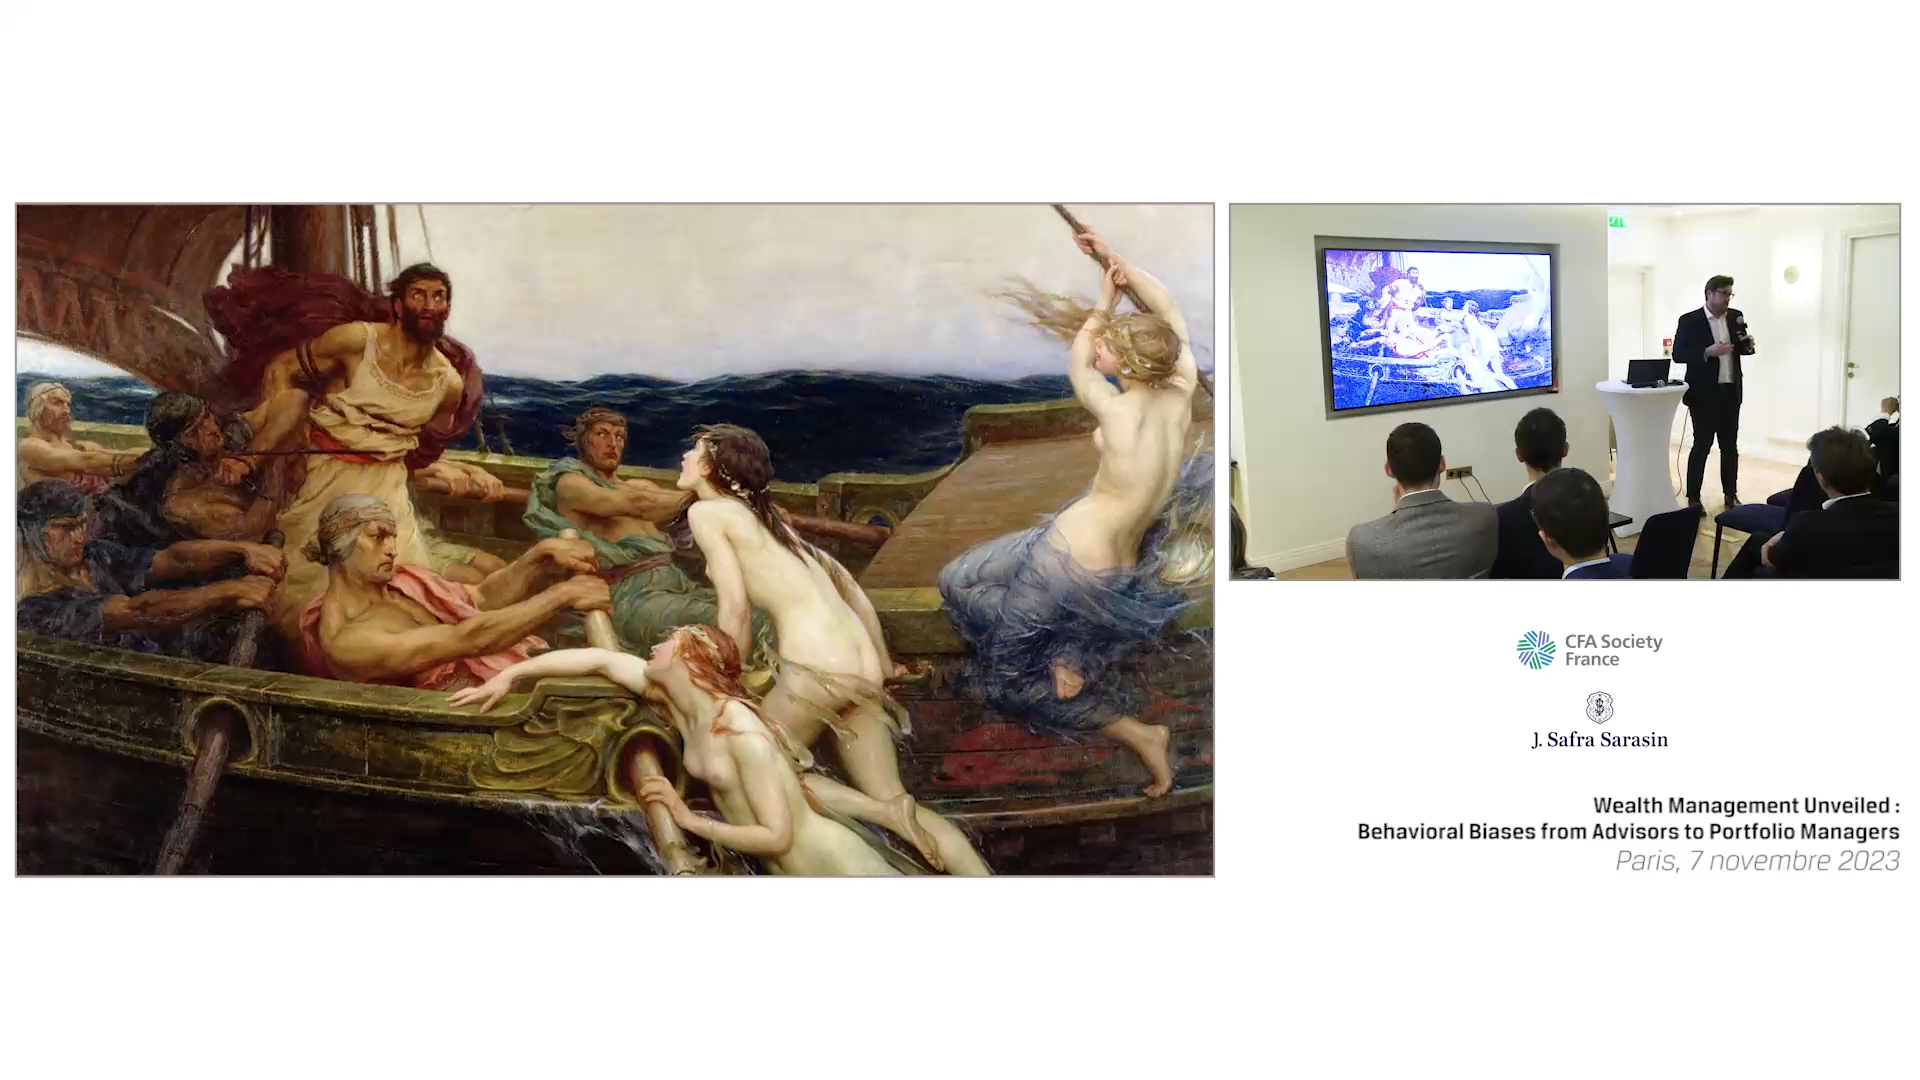 CFA Society
France
J. Safra Sarasin
Wealth Management Unveiled :
Behavioral Biases from Advisors to Portfolio Managers
Paris, 7 novembre 2023